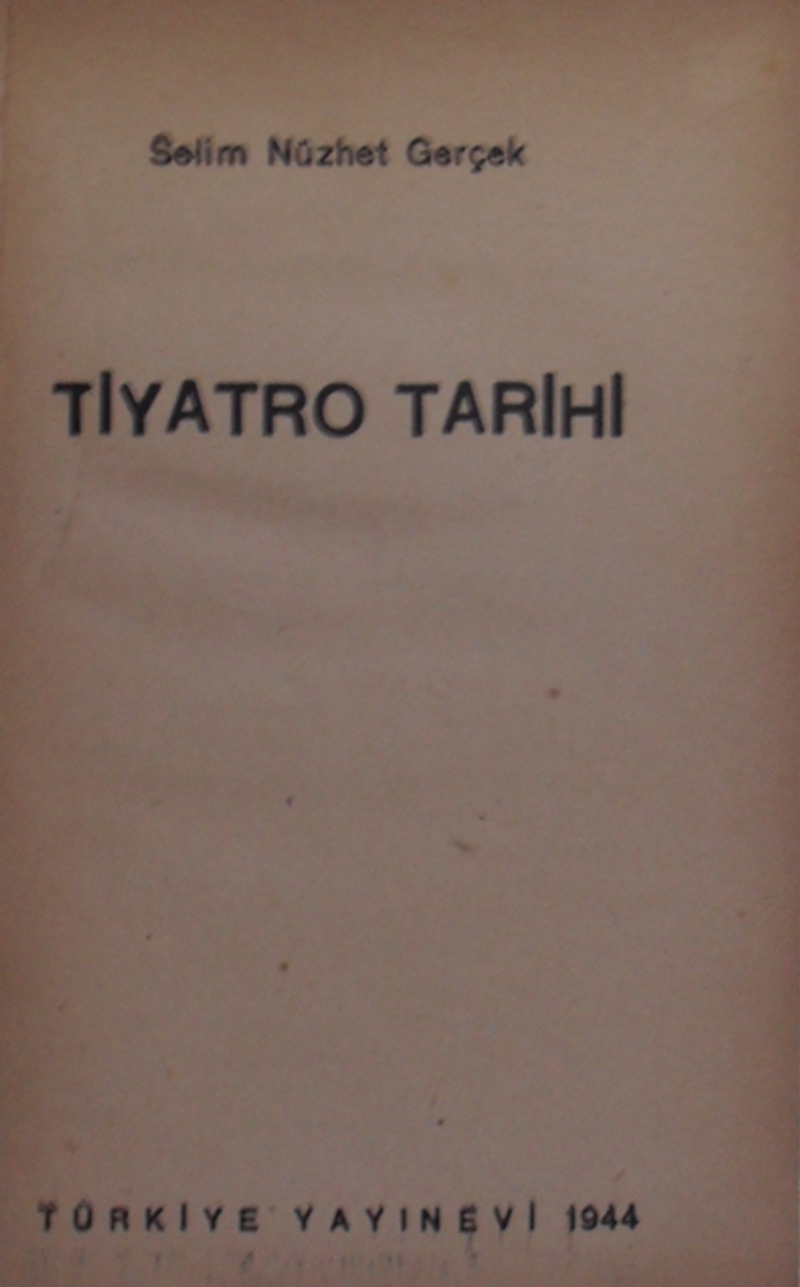 Selim Nüzhet Gerçek
TİYATRO TARİHİ
TÜRKİYE YAYINEVİ 1944